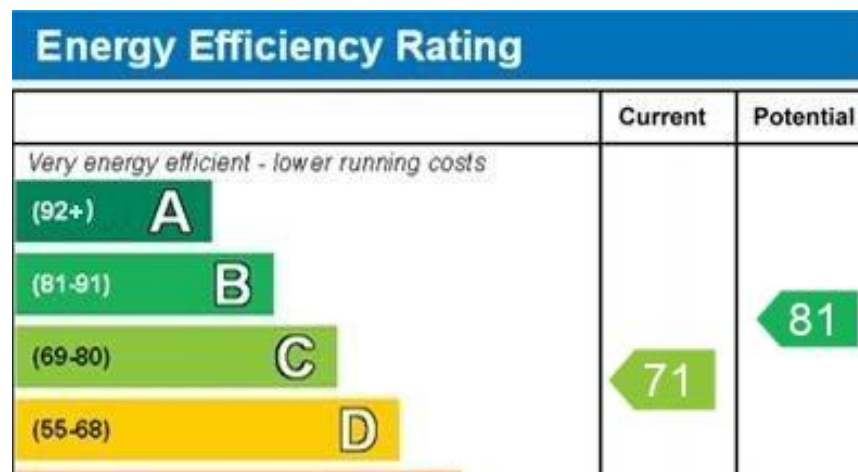 Energy Efficiency Rating
Current Potential
Very energy efficient - lower running costs
(92+) A
(81-91) B
81
(69-80) C
71
(55-68) D